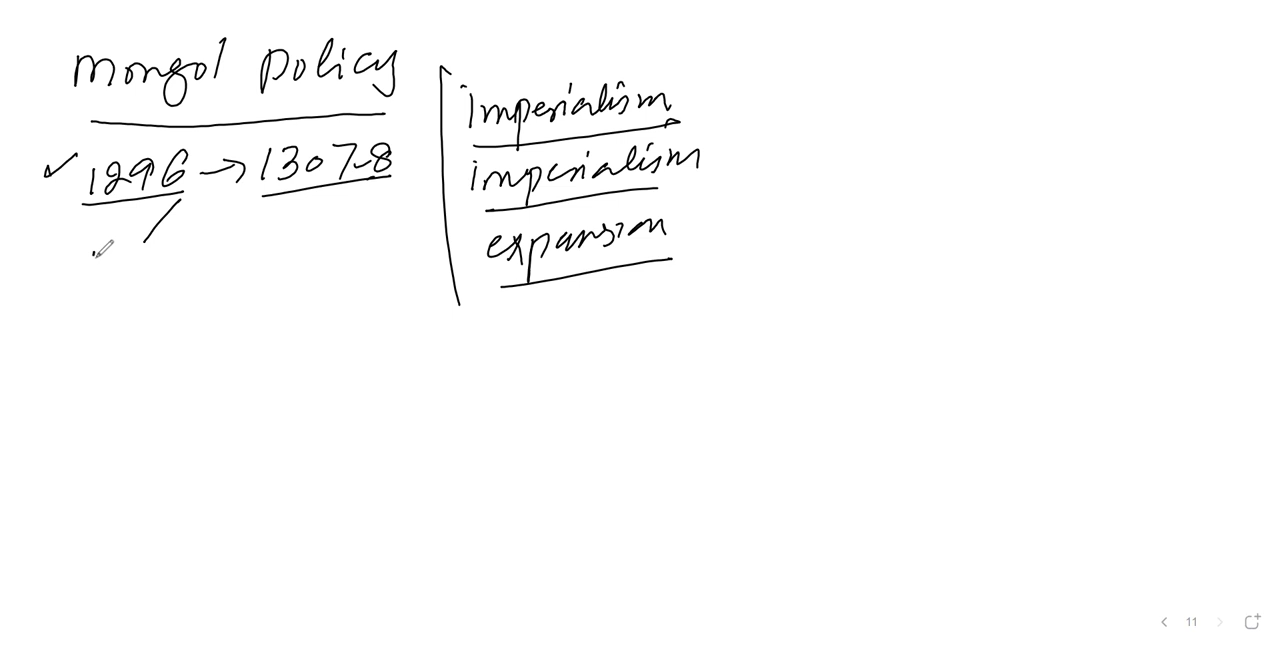 Mongol policy
1296 → 1307-8
imperialism
imperialism
expansion
11